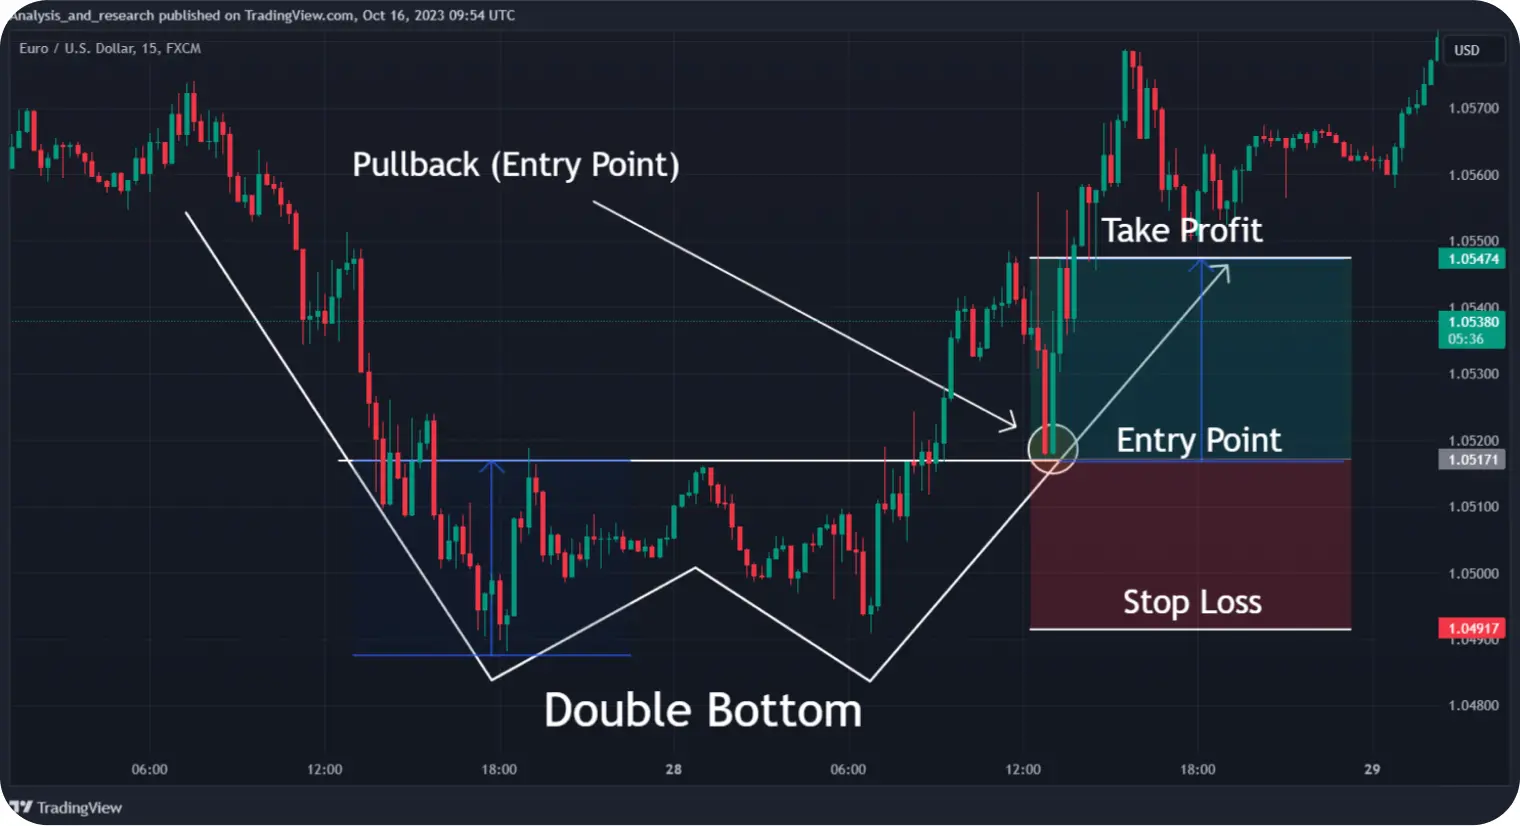 Analysis_and_research published on TradingView.com, Oct 16, 2023 09:54 UTC
Euro / U.S. Dollar, 15, FXCM
USD
1.05700
Pullback (Entry Point)
1.05600
Take Profit
1.05500
1.05474
1.05400
1.05380
05:36
1.05300
Entry Point
1.05200
1.05171
1.05100
1.05000
Stop Loss
1.04917
1.04900
Double Bottom
1.04800
06:00 12:00 18:00 28 06:00 12:00 18:00 29
TradingView